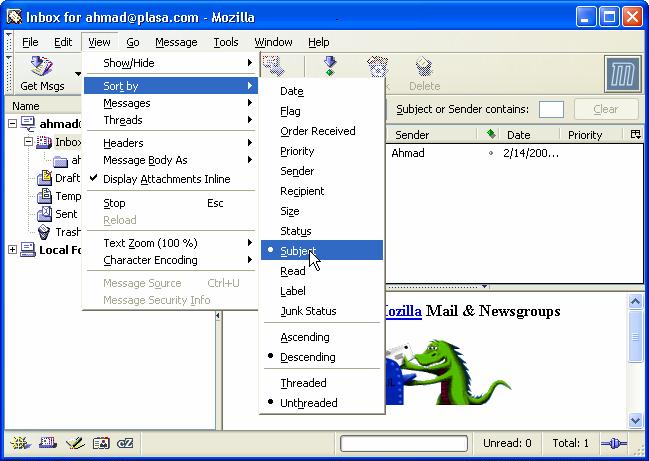 Inbox for ahmad@plasa.com - Mozilla
File Edit View Go Message Tools Window Help
Get Msgs
Delete
Name
Subject or Sender contains:
Clear
Show/Hide
Sort by
Messages
Threads
Headers
Message Body As
Display Attachments Inline
Stop Esc
Reload
Text Zoom (100 %)
Character Encoding
Message Source Ctrl+U
Message Security Info
Date
Flag
Order Received
Priority
Sender
Recipient
Size
Status
Subject
Read
Label
Junk Status
Ascending
Descending
Threaded
Unthreaded
Sender Date Priority
Ahmad 2/14/200...
ahmad@
Inbox
ah
Draft
Temp
Sent
Trash
Local Fo
Mozilla Mail & Newsgroups
Unread: 0 Total: 1